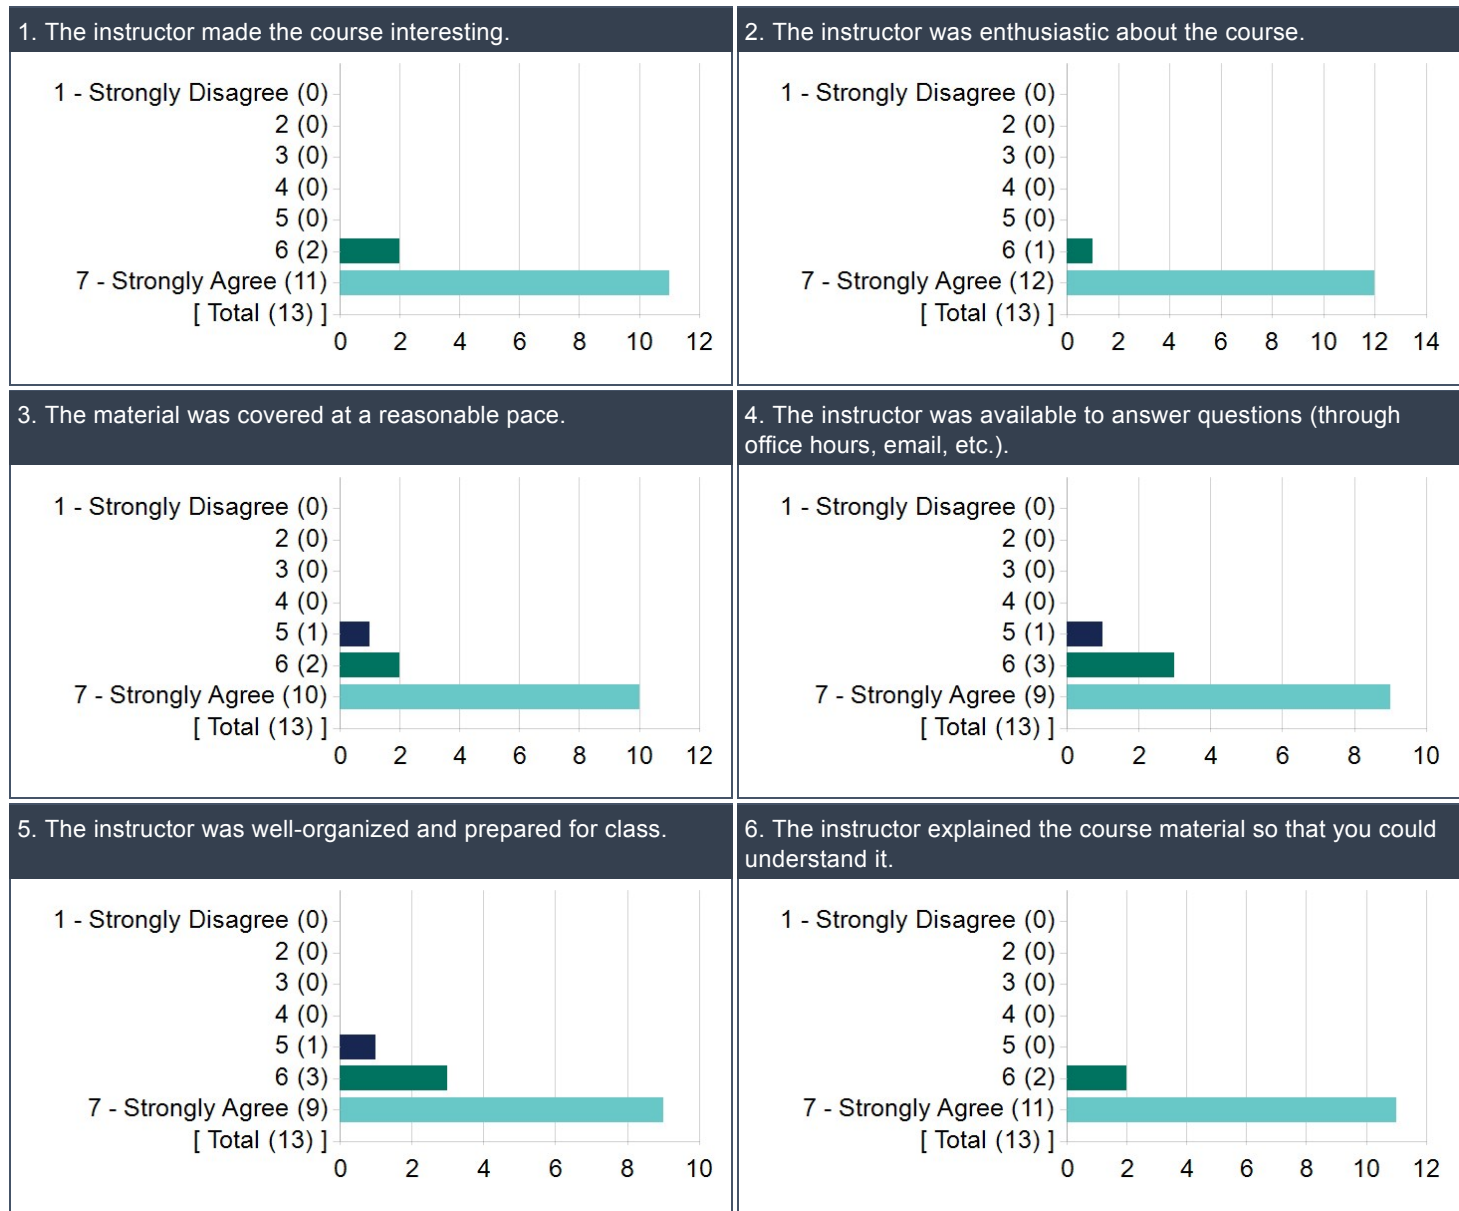 1. The instructor made the course interesting.
1 - Strongly Disagree (0)
2 (0)
3 (0)
4 (0)
5 (0)
6 (2)
7 - Strongly Agree (11)
[ Total (13) ]
0 2 4 6 8 10 12
2. The instructor was enthusiastic about the course.
1 - Strongly Disagree (0)
2 (0)
3 (0)
4 (0)
5 (0)
6 (1)
7 - Strongly Agree (12)
[ Total (13) ]
0 2 4 6 8 10 12 14
3. The material was covered at a reasonable pace.
1 - Strongly Disagree (0)
2 (0)
3 (0)
4 (0)
5 (1)
6 (2)
7 - Strongly Agree (10)
[ Total (13) ]
0 2 4 6 8 10 12
4. The instructor was available to answer questions (through
office hours, email, etc.).
1 - Strongly Disagree (0)
2 (0)
3 (0)
4 (0)
5 (1)
6 (3)
7 - Strongly Agree (9)
[ Total (13) ]
0 2 4 6 8 10
5. The instructor was well-organized and prepared for class.
1 - Strongly Disagree (0)
2 (0)
3 (0)
4 (0)
5 (1)
6 (3)
7 - Strongly Agree (9)
[ Total (13) ]
0 2 4 6 8 10
6. The instructor explained the course material so that you could
understand it.
1 - Strongly Disagree (0)
2 (0)
3 (0)
4 (0)
5 (0)
6 (2)
7 - Strongly Agree (11)
[ Total (13) ]
0 2 4 6 8 10 12